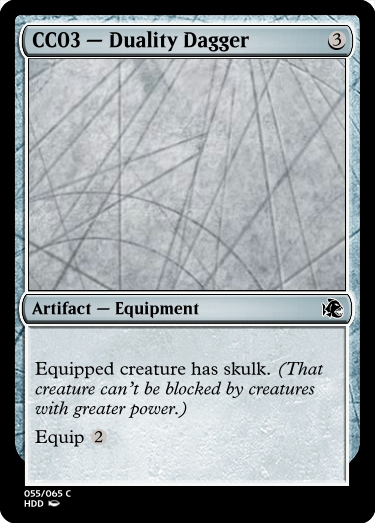 CC03 — Duality Dagger 3
Artifact — Equipment
Equipped creature has skulk. (That
creature can't be blocked by creatures
with greater power.)
Equip 2
055/065 C
HDD